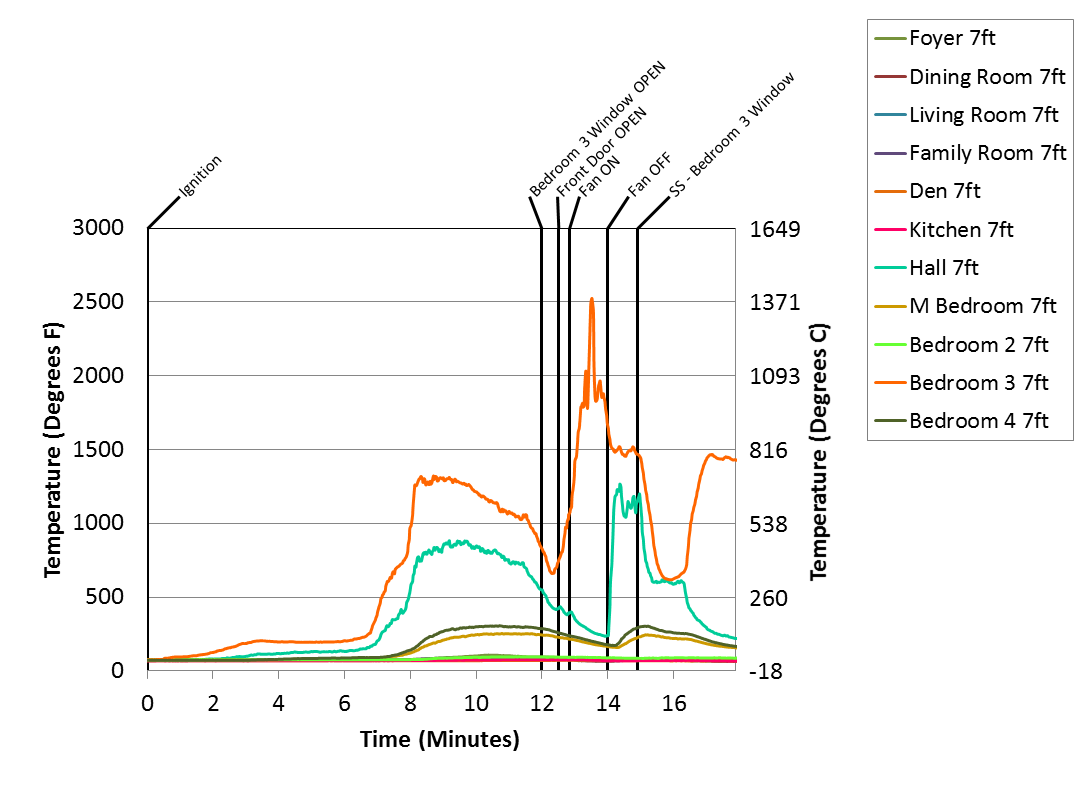 Ignition
Bedroom 3 Window OPEN
Front Door OPEN
Fan ON
Fan OFF
SS - Bedroom 3 Window
Foyer 7ft
Dining Room 7ft
Living Room 7ft
Family Room 7ft
Den 7ft
Kitchen 7ft
Hall 7ft
M Bedroom 7ft
Bedroom 2 7ft
Bedroom 3 7ft
Bedroom 4 7ft
Temperature (Degrees F)
3000
2500
2000
1500
1000
500
0
1649
1371
1093
816
538
260
-18
Temperature (Degrees C)
0 2 4 6 8 10 12 14 16
Time (Minutes)